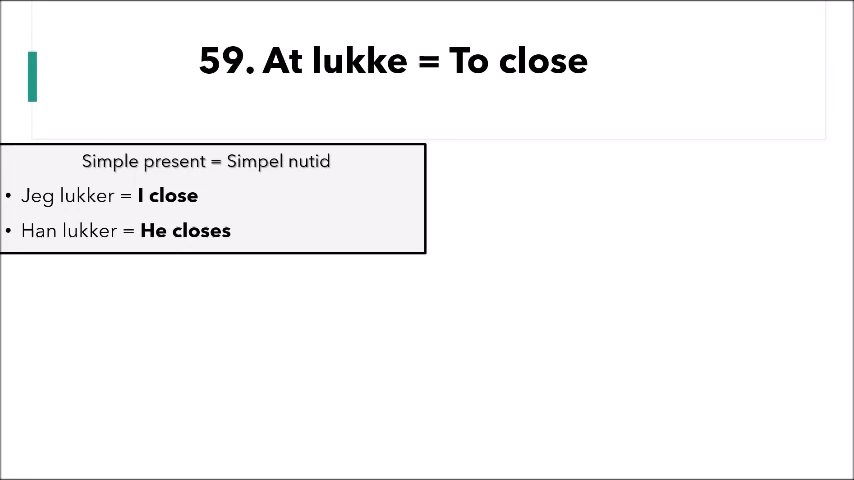 59. At lukke = To close
Simple present = Simpel nutid
• Jeg lukker = I close
• Han lukker = He closes